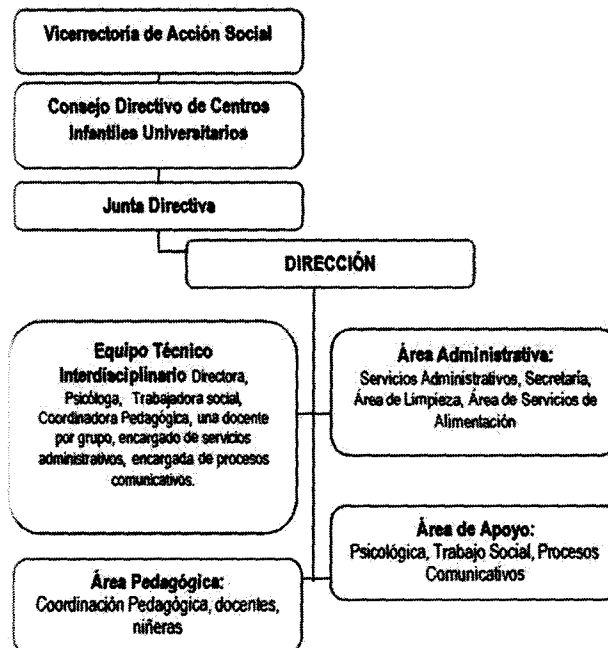 Vicerrectoría de Acción Social
Consejo Directivo de Centros
Infantiles Universitarios
Junta Directiva
DIRECCIÓN
Equipo Técnico
Interdisciplinario Directora,
Psicóloga, Trabajadora social,
Coordinadora Pedagógica, una docente
por grupo, encargado de servicios
administrativos, encargada de procesos
comunicativos.
Área Administrativa:
Servicios Administrativos, Secretaría,
Área de Limpieza, Área de Servicios de
Alimentación
Área de Apoyo:
Psicológica, Trabajo Social, Procesos
Comunicativos
Área Pedagógica:
Coordinación Pedagógica, docentes,
niñeras